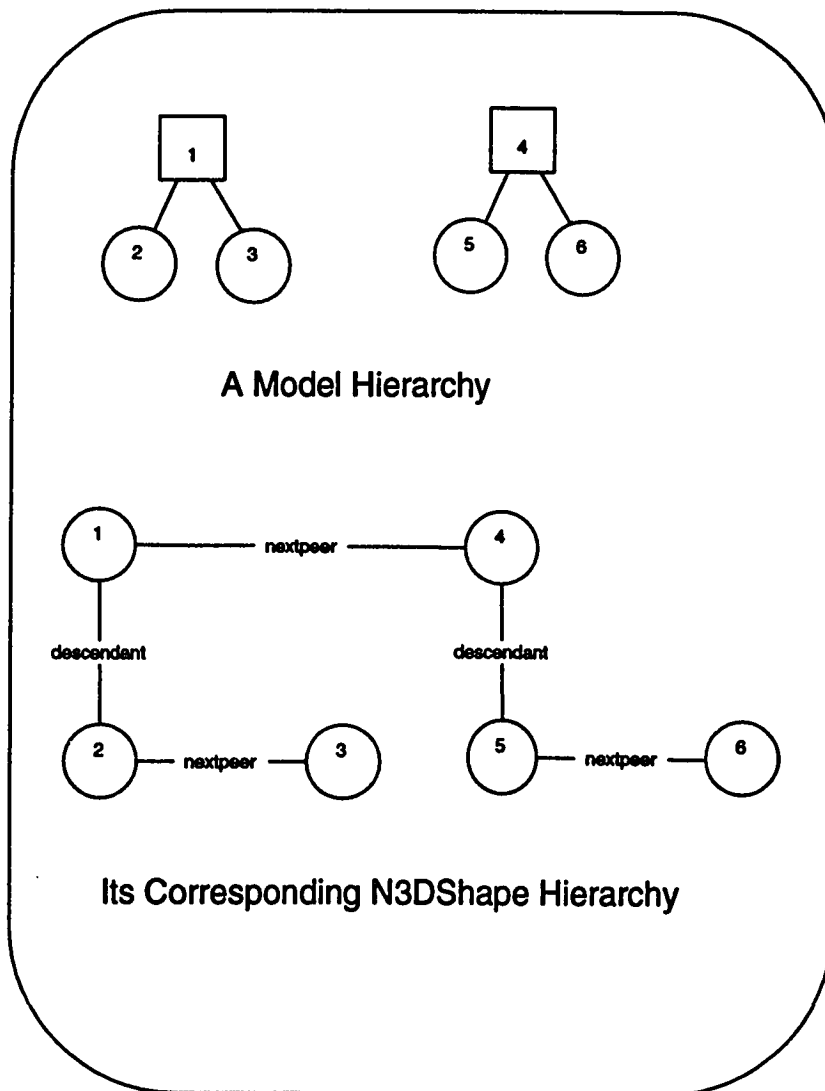 1 4
2 3 5 6
A Model Hierarchy
1 nextpeer 4
descendant descendant
2 nextpeer 3 5 nextpeer 6
Its Corresponding N3DShape Hierarchy